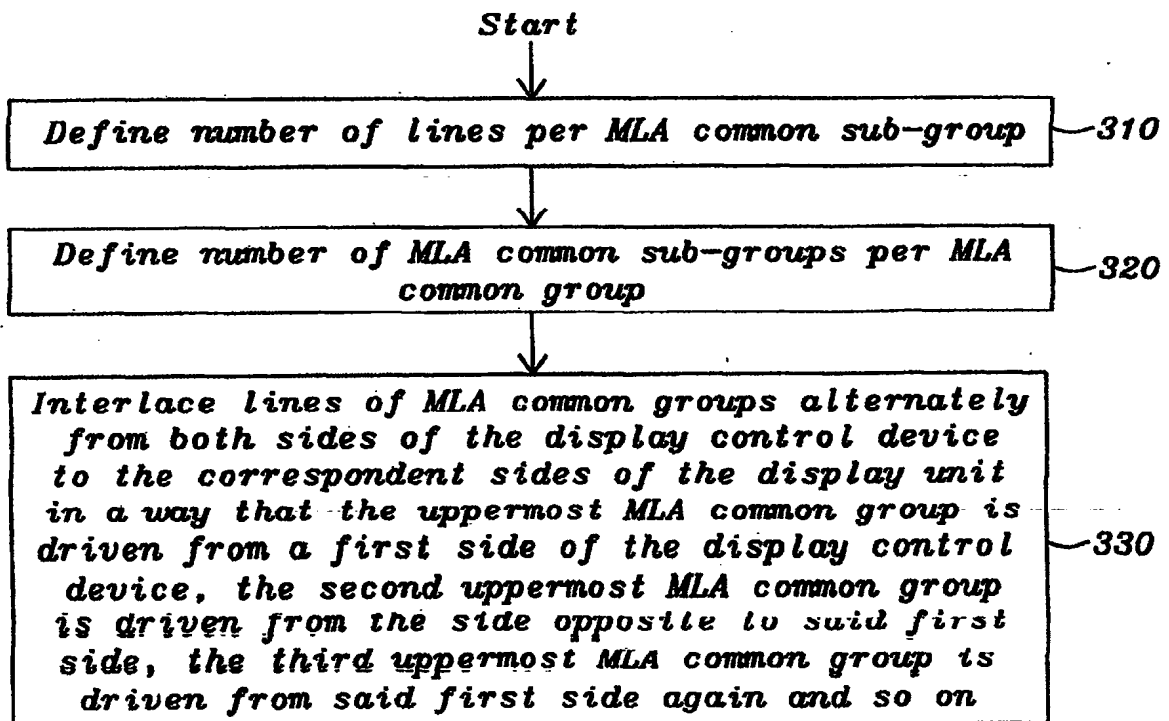 Start
Define number of lines per MLA common sub-group
310
Define number of MLA common sub-groups per MLA
common group
320
Interlace lines of MLA common groups alternately
from both sides of the display control device
to the correspondent sides of the display unit
in a way that the uppermost MLA common group is
driven from a first side of the display control
device, the second uppermost MLA common group
is driven from the side opposite to said first
side, the third uppermost MLA common group is
driven from said first side again and so on
330